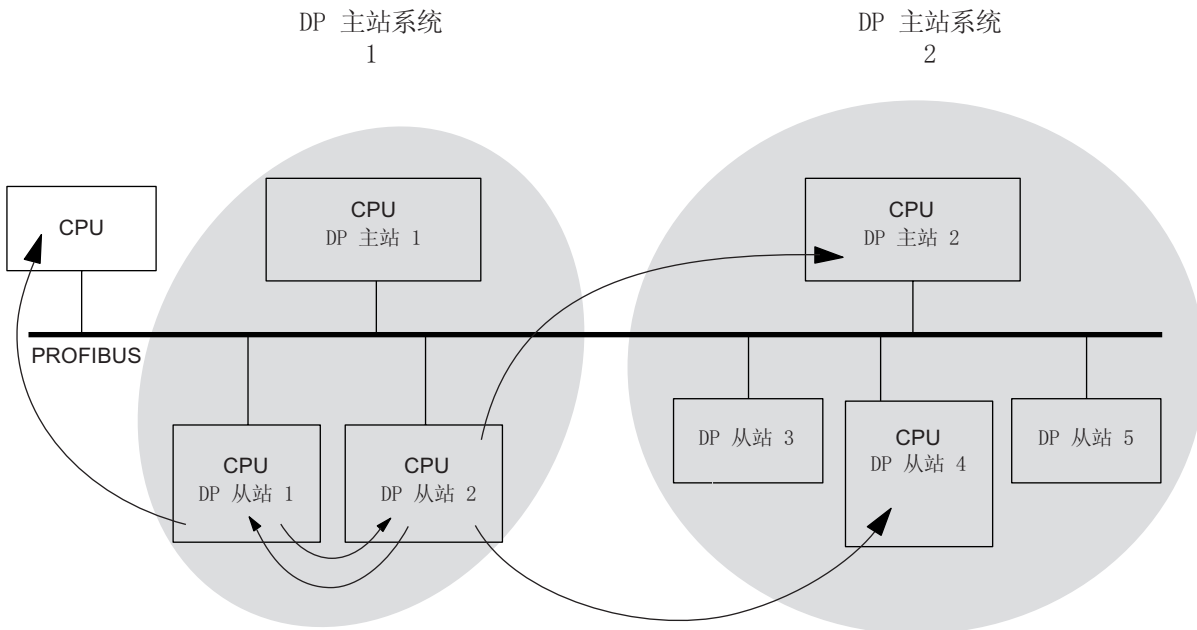 DP 主站系统
1
DP 主站系统
2
CPU
CPU
DP 主站 1
CPU
DP 主站 2
PROFIBUS
CPU
DP 从站 1
CPU
DP 从站 2
DP 从站 3
CPU
DP 从站 4
DP 从站 5